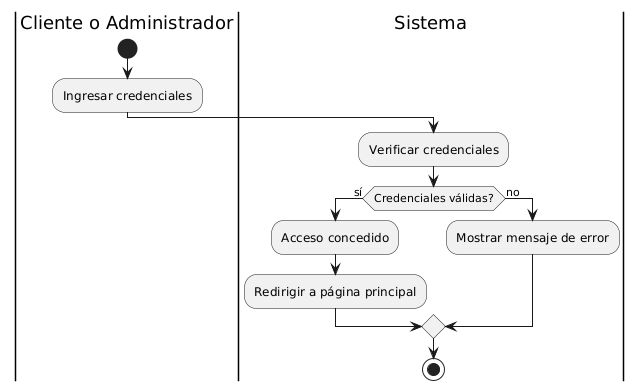 Cliente o Administrador
Sistema
Ingresar credenciales
Verificar credenciales
sí
Credenciales válidas?
no
Acceso concedido
Mostrar mensaje de error
Redirigir a página principal